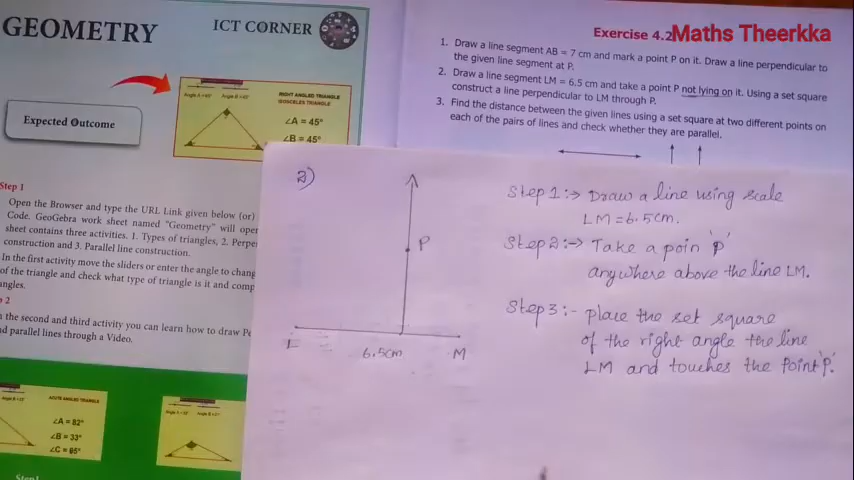 GEOMETRY
ICT CORNER
Expected Outcome
Angle A = 45°
Angle B = 45°
RIGHT ANGLED TRIANGLE
ISOSCELES TRIANGLE
∠A = 45°
∠B = 45°
Step 1
Open the Browser and type the URL Link given below (or)
Code. GeoGebra work sheet named "Geometry" will open
sheet contains three activities. 1. Types of triangles, 2. Perpe
construction and 3. Parallel line construction.
In the first activity move the sliders or enter the angle to chang
of the triangle and check what type of triangle is it and comp
angles.
p 2
the second and third activity you can learn how to draw Pe
nd parallel lines through a Video.
ACUTE ANGLED TRIANGLE
∠A = 82°
∠B = 33°
∠C = 65°
Step1
Exercise 4.2
Maths Theerkka
1. Draw a line segment AB = 7 cm and mark a point P on it. Draw a line perpendicular to
the given line segment at P.
2. Draw a line segment LM = 6.5 cm and take a point P not lying on it. Using a set square
construct a line perpendicular to LM through P.
3. Find the distance between the given lines using a set square at two different points on
each of the pairs of lines and check whether they are parallel.
2)
P
L
6.5cm
M
Step 1:→ Draw a line using scale
LM = 6.5cm.
Step 2:→ Take a poin 'P'
anywhere above the line LM.
Step 3:- place the set square
of the right angle the line
LM and touches the point 'P'.